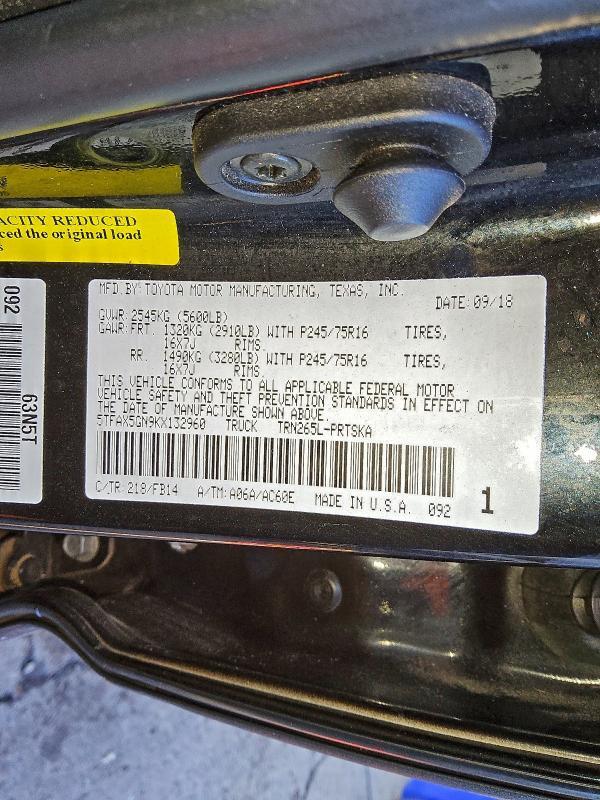 ACITY REDUCED
ced the original load
s
092
63N5T
MFD.BY:TOYOTA MOTOR MANUFACTURING, TEXAS, INC.
DATE:09/18
GVWR:2545KG (5600LB)
GAWR:FRT. 1320KG (2910LB) WITH P245/75R16 TIRES,
16X7J RIMS.
RR. 1490KG (3280LB) WITH P245/75R16 TIRES,
16X7J RIMS.
THIS VEHICLE CONFORMS TO ALL APPLICABLE FEDERAL MOTOR
VEHICLE SAFETY AND THEFT PREVENTION STANDARDS IN EFFECT ON
THE DATE OF MANUFACTURE SHOWN ABOVE.
5TFAX5GN9KX132960 TRUCK TRN265L-PRTSKA
C/TR:218/FB14 A/TM:A06A/AC60E MADE IN U.S.A. 092 1